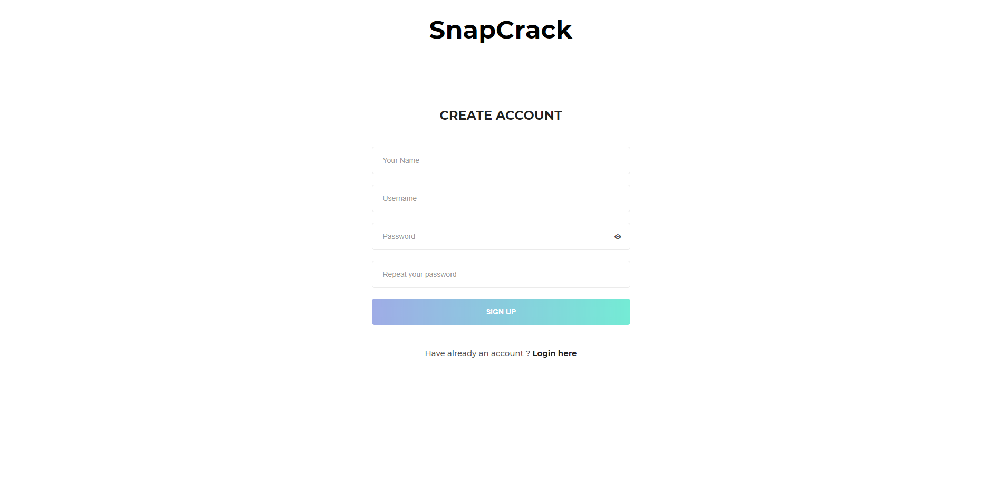 SnapCrack
CREATE ACCOUNT
Your Name
Username
Password
Repeat your password
SIGN UP
Have already an account ? Login here